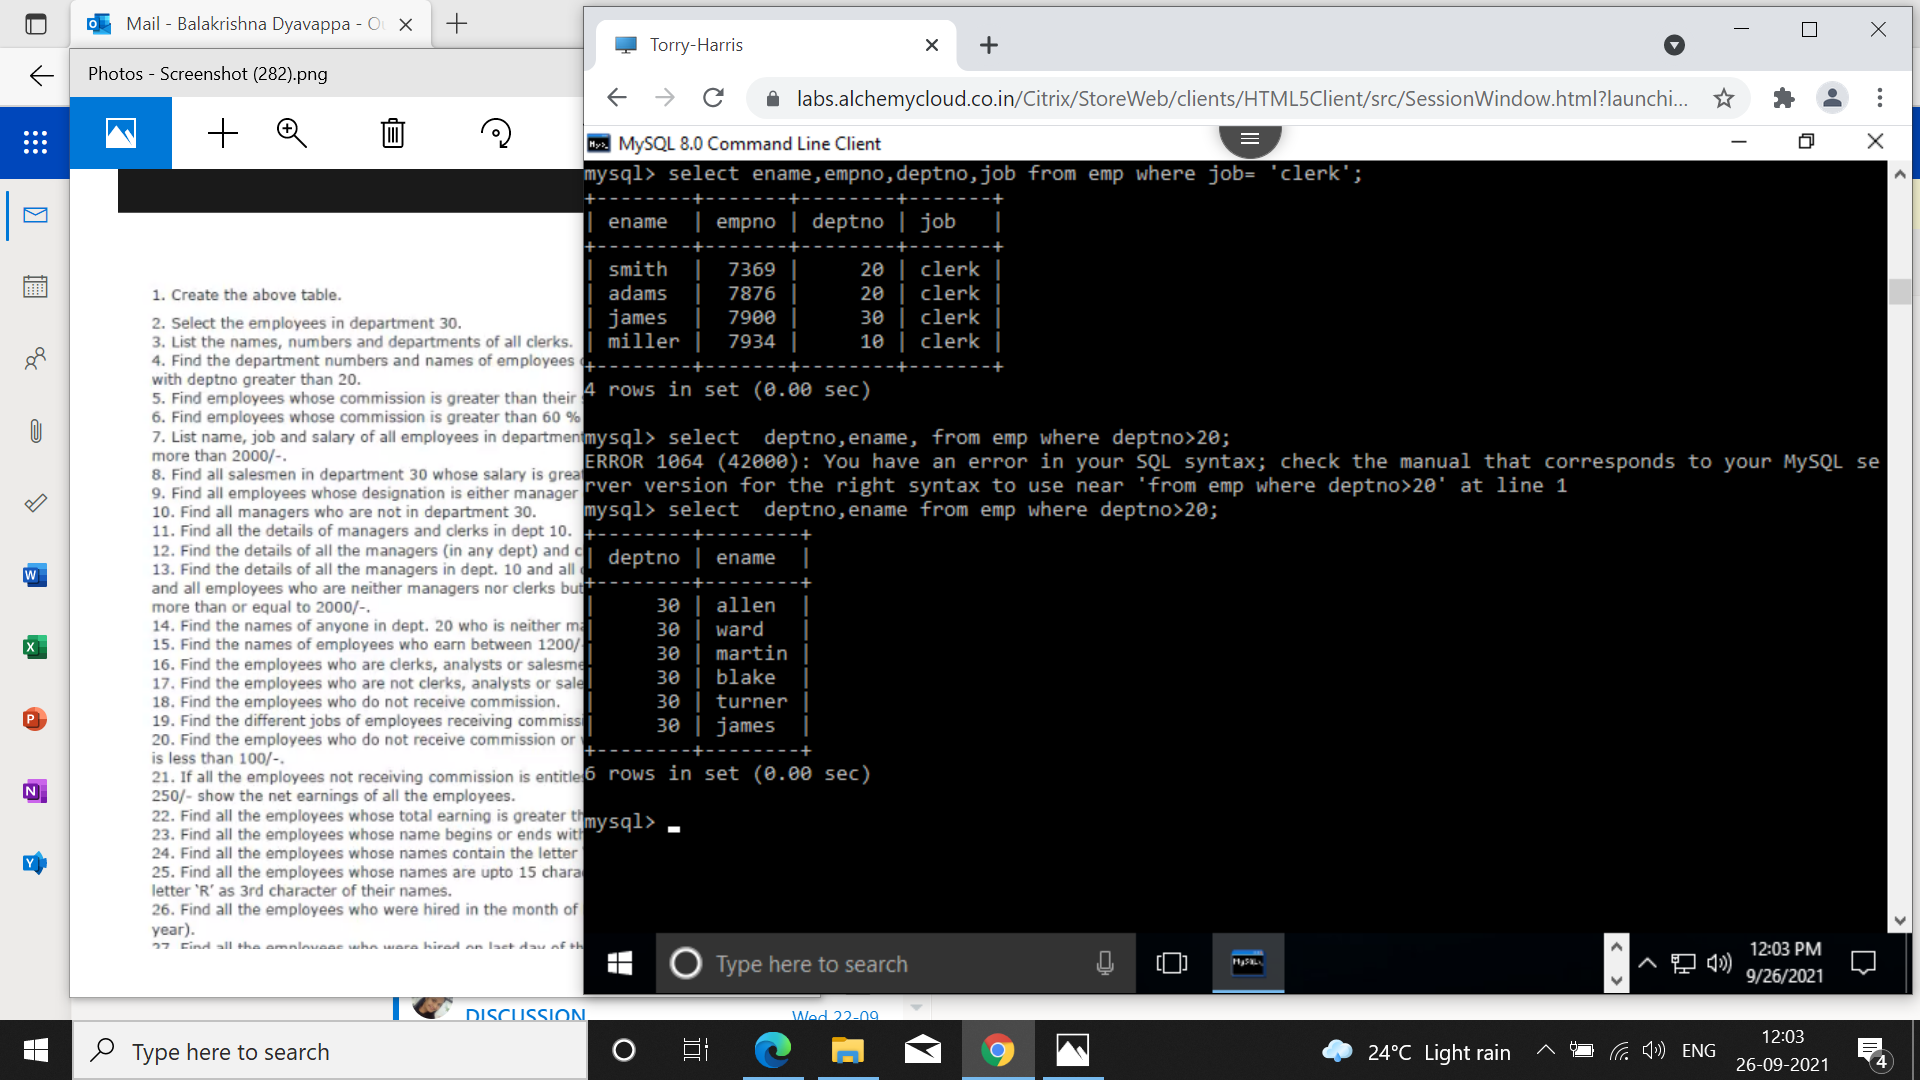 Mail - Balakrishna Dyavappa - Ou
Photos - Screenshot (282).png
1. Create the above table.
2. Select the employees in department 30.
3. List the names, numbers and departments of all clerks.
4. Find the department numbers and names of employees
with deptno greater than 20.
5. Find employees whose commission is greater than their
6. Find employees whose commission is greater than 60 %
7. List name, job and salary of all employees in department
more than 2000/-.
8. Find all salesmen in department 30 whose salary is great
9. Find all employees whose designation is either manager
10. Find all managers who are not in department 30.
11. Find all the details of managers and clerks in dept 10.
12. Find the details of all the managers (in any dept) and c
13. Find the details of all the managers in dept. 10 and all
and all employees who are neither managers nor clerks but
more than or equal to 2000/-.
14. Find the names of anyone in dept. 20 who is neither ma
15. Find the names of employees who earn between 1200/-
16. Find the employees who are clerks, analysts or salesme
17. Find the employees who are not clerks, analysts or sale
18. Find the employees who do not receive commission.
19. Find the different jobs of employees receiving commissi
20. Find the employees who do not receive commission or
is less than 100/-.
21. If all the employees not receiving commission is entitle
250/- show the net earnings of all the employees.
22. Find all the employees whose total earning is greater th
23. Find all the employees whose name begins or ends with
24. Find all the employees whose names contain the letter
25. Find all the employees whose names are upto 15 chara
letter 'R' as 3rd character of their names.
26. Find all the employees who were hired in the month of
year).
27. Find all the employees who were hired on last day of th
DISCUSSION
Wed 22-09
Torry-Harris
labs.alchemycloud.co.in/Citrix/StoreWeb/clients/HTML5Client/src/SessionWindow.html?launchi...
MySQL 8.0 Command Line Client
mysql> select ename,empno,deptno,job from emp where job= 'clerk';
+--------+-------+--------+-------+
| ename  | empno | deptno | job   |
+--------+-------+--------+-------+
| smith  |  7369 |     20 | clerk |
| adams  |  7876 |     20 | clerk |
| james  |  7900 |     30 | clerk |
| miller |  7934 |     10 | clerk |
+--------+-------+--------+-------+
4 rows in set (0.00 sec)
mysql> select  deptno,ename, from emp where deptno>20;
ERROR 1064 (42000): You have an error in your SQL syntax; check the manual that corresponds to your MySQL se
rver version for the right syntax to use near 'from emp where deptno>20' at line 1
mysql> select  deptno,ename from emp where deptno>20;
+--------+--------+
| deptno | ename  |
+--------+--------+
|     30 | allen  |
|     30 | ward   |
|     30 | martin |
|     30 | blake  |
|     30 | turner |
|     30 | james  |
+--------+--------+
6 rows in set (0.00 sec)
mysql>
Type here to search
12:03 PM
9/26/2021
Type here to search
24°C Light rain
ENG
12:03
26-09-2021
4